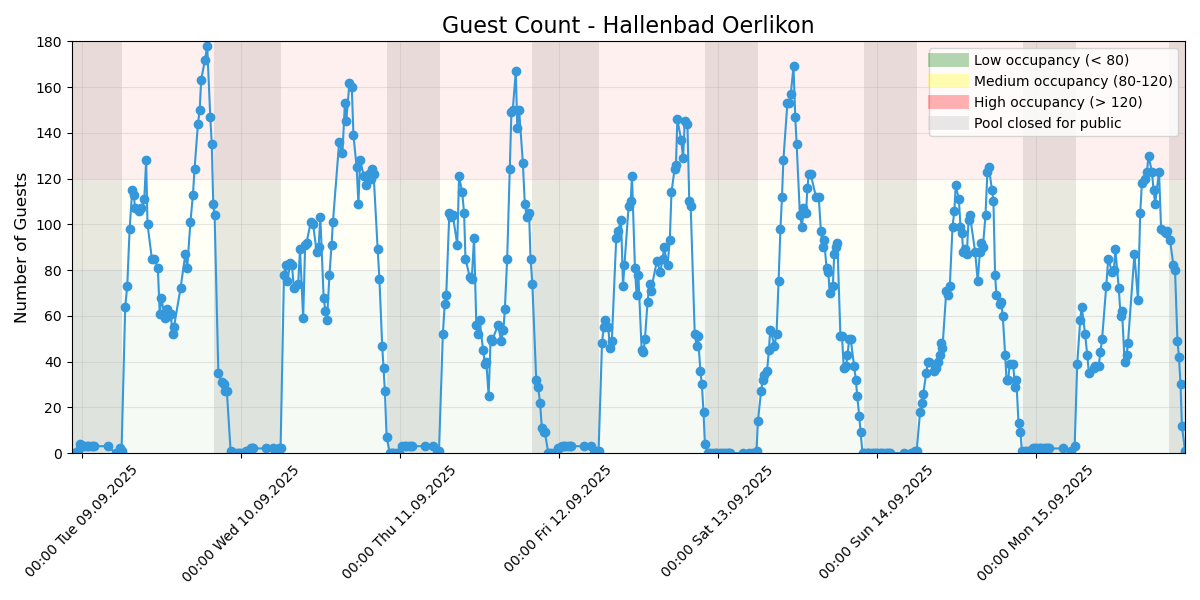 Guest Count - Hallenbad Oerlikon
Number of Guests
180
160
140
120
100
80
60
40
20
0
Low occupancy (< 80)
Medium occupancy (80-120)
High occupancy (> 120)
Pool closed for public
00:00 Tue 09.09.2025
00:00 Wed 10.09.2025
00:00 Thu 11.09.2025
00:00 Fri 12.09.2025
00:00 Sat 13.09.2025
00:00 Sun 14.09.2025
00:00 Mon 15.09.2025